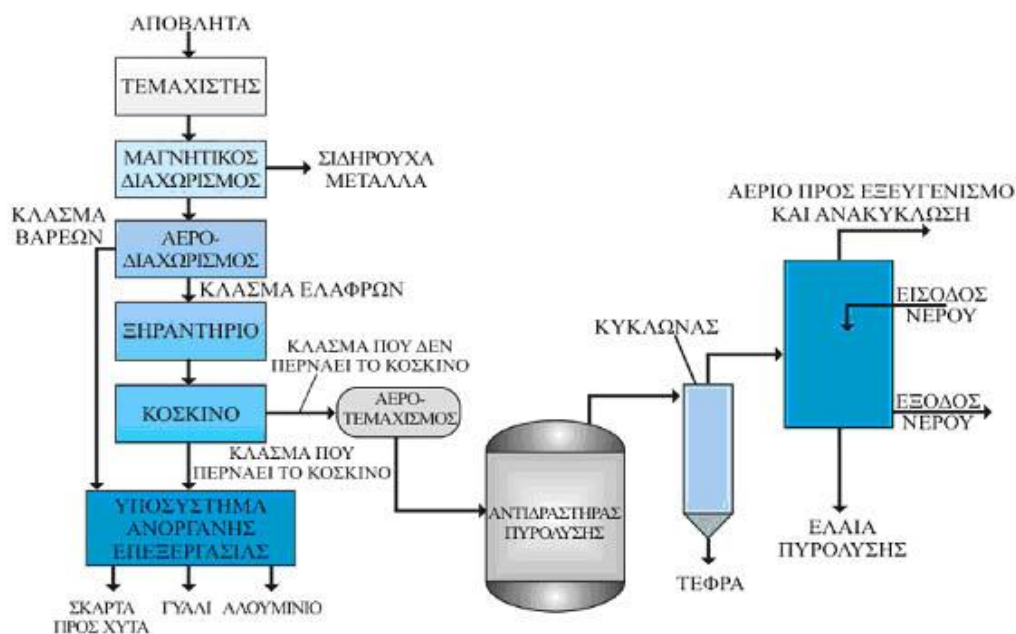 ΑΠΟΒΛΗΤΑ
ΤΕΜΑΧΙΣΤΗΣ
ΜΑΓΝΗΤΙΚΟΣ
ΔΙΑΧΩΡΙΣΜΟΣ
ΣΙΔΗΡΟΥΧΑ
ΜΕΤΑΛΛΑ
ΚΛΑΣΜΑ
ΒΑΡΕΩΝ
ΑΕΡΟ-
ΔΙΑΧΩΡΙΣΜΟΣ
ΚΛΑΣΜΑ ΕΛΑΦΡΩΝ
ΞΗΡΑΝΤΗΡΙΟ
ΚΛΑΣΜΑ ΠΟΥ ΔΕΝ
ΠΕΡΝΑΕΙ ΤΟ ΚΟΣΚΙΝΟ
ΚΟΣΚΙΝΟ
ΑΕΡΟ-
ΤΕΜΑΧΙΣΜΟΣ
ΚΛΑΣΜΑ ΠΟΥ
ΠΕΡΝΑΕΙ ΤΟ ΚΟΣΚΙΝΟ
ΥΠΟΣΥΣΤΗΜΑ
ΑΝΟΡΓΑΝΗΣ
ΕΠΕΞΕΡΓΑΣΙΑΣ
ΣΚΑΡΤΑ
ΠΡΟΣ ΧΥΤΑ
ΓΥΑΛΙ
ΑΛΟΥΜΙΝΙΟ
ΑΝΤΙΔΡΑΣΤΗΡΑΣ
ΠΥΡΟΛΥΣΗΣ
ΚΥΚΛΩΝΑΣ
ΤΕΦΡΑ
ΑΕΡΙΟ ΠΡΟΣ ΕΞΕΥΓΕΝΙΣΜΟ
ΚΑΙ ΑΝΑΚΥΚΛΩΣΗ
ΕΙΣΟΔΟΣ
ΝΕΡΟΥ
ΕΞΟΔΟΣ
ΝΕΡΟΥ
ΕΛΑΙΑ
ΠΥΡΟΛΥΣΗΣ